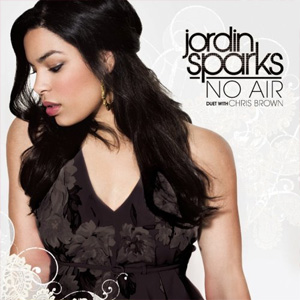 jordin
sparks
NO AIR
DUET WITH CHRIS BROWN